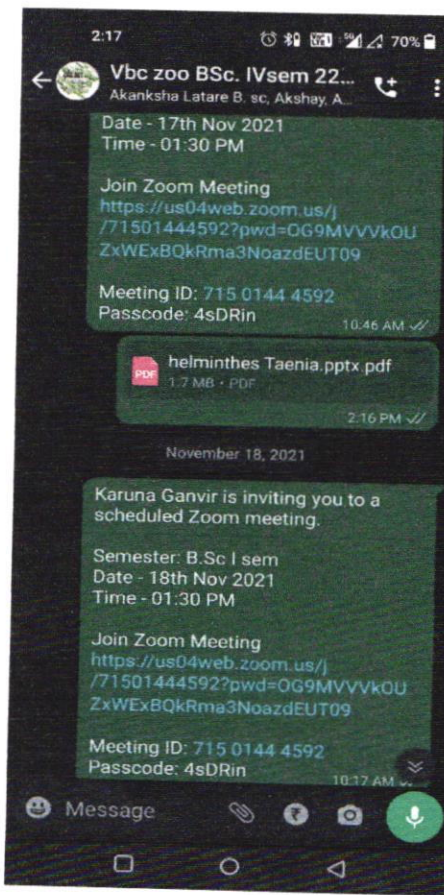 2:17
70%
Vbc zoo BSc. IVsem 22...
Akanksha Latare B. sc, Akshay, A...
Date - 17th Nov 2021
Time - 01:30 PM
Join Zoom Meeting
https://us04web.zoom.us/j
/71501444592?pwd=OG9MVVVkOU
ZxWExBQkRma3NoazdEUT09
Meeting ID: 715 0144 4592
Passcode: 4sDRin
10:46 AM
PDF
helminthes Taenia.pptx.pdf
1.7 MB • PDF
2:16 PM
November 18, 2021
Karuna Ganvir is inviting you to a
scheduled Zoom meeting.
Semester: B.Sc I sem
Date - 18th Nov 2021
Time - 01:30 PM
Join Zoom Meeting
https://us04web.zoom.us/j
/71501444592?pwd=OG9MVVVkOU
ZxWExBQkRma3NoazdEUT09
Meeting ID: 715 0144 4592
Passcode: 4sDRin
10:17 AM
Message